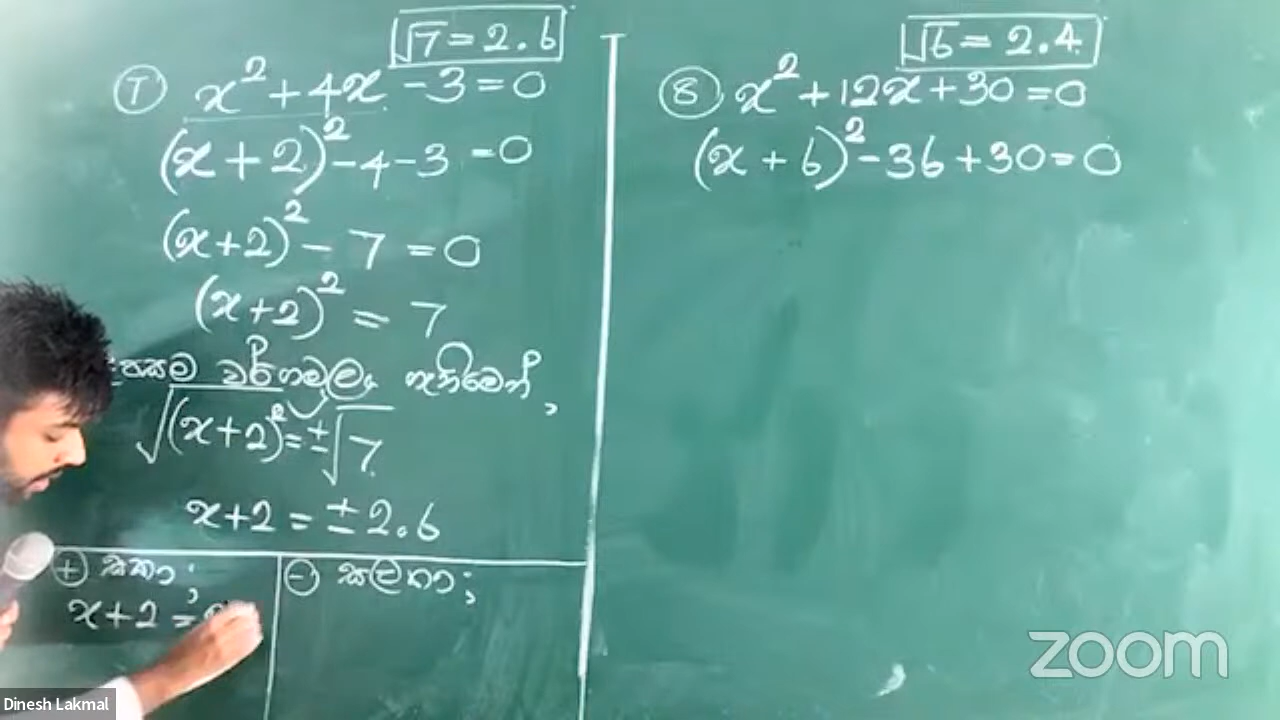 √7 = 2.6
⑦ x² + 4x - 3 = 0
(x + 2)² - 4 - 3 = 0
(x+2)² - 7 = 0
(x+2)² = 7
වර්ගමූලය ගැනීමෙන්,
√(x+2)² = ±√7
x+2 = ±2.6
(+) සලකා;
x+2 =
(-) සලකා;
√6 = 2.4
⑧ x² + 12x + 30 = 0
(x + 6)² - 36 + 30 = 0
zoom
Dinesh Lakmal